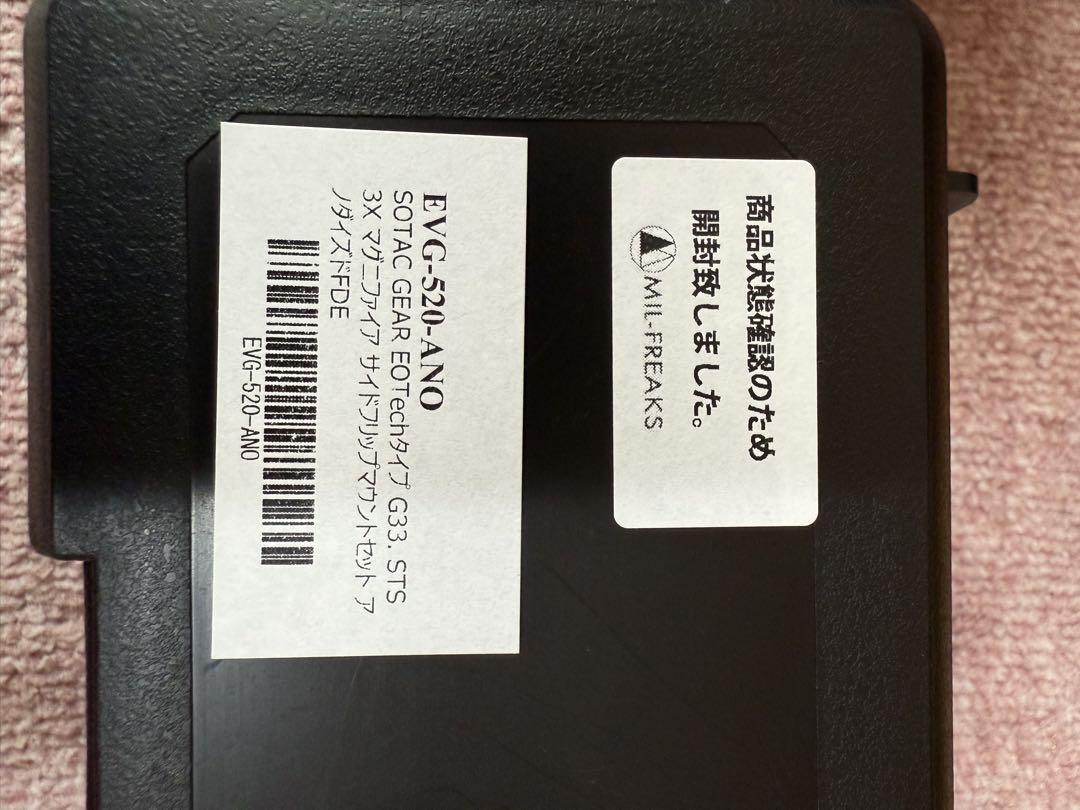 商品状態確認のため
開封致しました。
MIL-FREAKS
EVG-520-ANO
SOTAC GEAR EOTechタイプ G33. STS
3X マグニファイア サイドフリップマウントセット ア
ノダイズドFDE
EVG-520-ANO